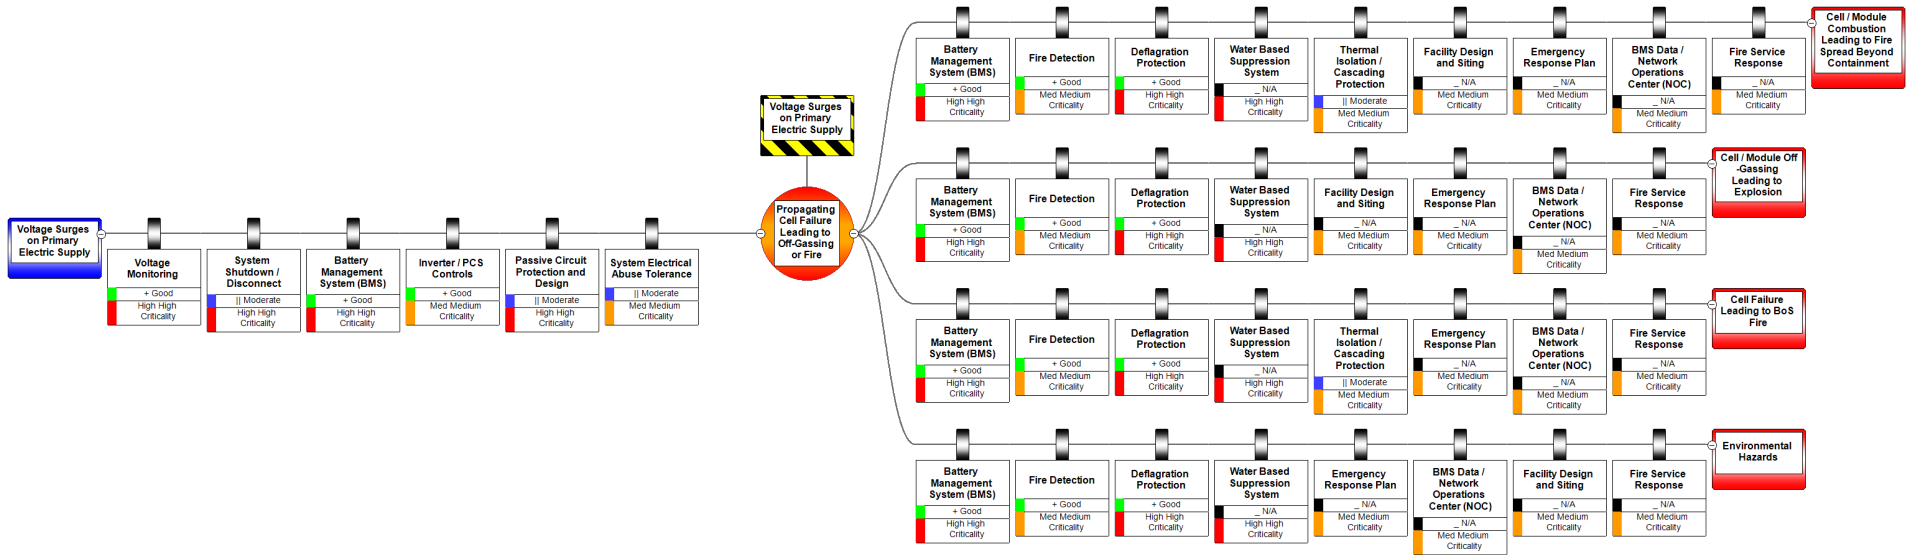 Voltage Surges
on Primary
Electric Supply
Voltage
Monitoring
+ Good
High High
Criticality
System
Shutdown /
Disconnect
|| Moderate
High High
Criticality
Battery
Management
System (BMS)
+ Good
High High
Criticality
Inverter / PCS
Controls
+ Good
Med Medium
Criticality
Passive Circuit
Protection and
Design
|| Moderate
High High
Criticality
System Electrical
Abuse Tolerance
|| Moderate
Med Medium
Criticality
Voltage Surges
on Primary
Electric Supply
Propagating
Cell Failure
Leading to
Off-Gassing
or Fire
Battery
Management
System (BMS)
+ Good
High High
Criticality
Fire Detection
+ Good
Med Medium
Criticality
Deflagration
Protection
+ Good
High High
Criticality
Water Based
Suppression
System
_ N/A
High High
Criticality
Thermal
Isolation /
Cascading
Protection
|| Moderate
Med Medium
Criticality
Facility Design
and Siting
_ N/A
Med Medium
Criticality
Emergency
Response Plan
_ N/A
Med Medium
Criticality
BMS Data /
Network
Operations
Center (NOC)
_ N/A
Med Medium
Criticality
Fire Service
Response
_ N/A
Med Medium
Criticality
Cell / Module
Combustion
Leading to Fire
Spread Beyond
Containment
Battery
Management
System (BMS)
+ Good
High High
Criticality
Fire Detection
+ Good
Med Medium
Criticality
Deflagration
Protection
+ Good
High High
Criticality
Water Based
Suppression
System
_ N/A
High High
Criticality
Facility Design
and Siting
_ N/A
Med Medium
Criticality
Emergency
Response Plan
_ N/A
Med Medium
Criticality
BMS Data /
Network
Operations
Center (NOC)
_ N/A
Med Medium
Criticality
Fire Service
Response
_ N/A
Med Medium
Criticality
Cell / Module Off
-Gassing
Leading to
Explosion
Battery
Management
System (BMS)
+ Good
High High
Criticality
Fire Detection
+ Good
Med Medium
Criticality
Deflagration
Protection
+ Good
High High
Criticality
Water Based
Suppression
System
_ N/A
High High
Criticality
Thermal
Isolation /
Cascading
Protection
|| Moderate
Med Medium
Criticality
Emergency
Response Plan
_ N/A
Med Medium
Criticality
BMS Data /
Network
Operations
Center (NOC)
_ N/A
Med Medium
Criticality
Fire Service
Response
_ N/A
Med Medium
Criticality
Cell Failure
Leading to BoS
Fire
Battery
Management
System (BMS)
+ Good
High High
Criticality
Fire Detection
+ Good
Med Medium
Criticality
Deflagration
Protection
+ Good
High High
Criticality
Water Based
Suppression
System
_ N/A
High High
Criticality
Emergency
Response Plan
_ N/A
Med Medium
Criticality
BMS Data /
Network
Operations
Center (NOC)
_ N/A
Med Medium
Criticality
Facility Design
and Siting
_ N/A
Med Medium
Criticality
Fire Service
Response
_ N/A
Med Medium
Criticality
Environmental
Hazards